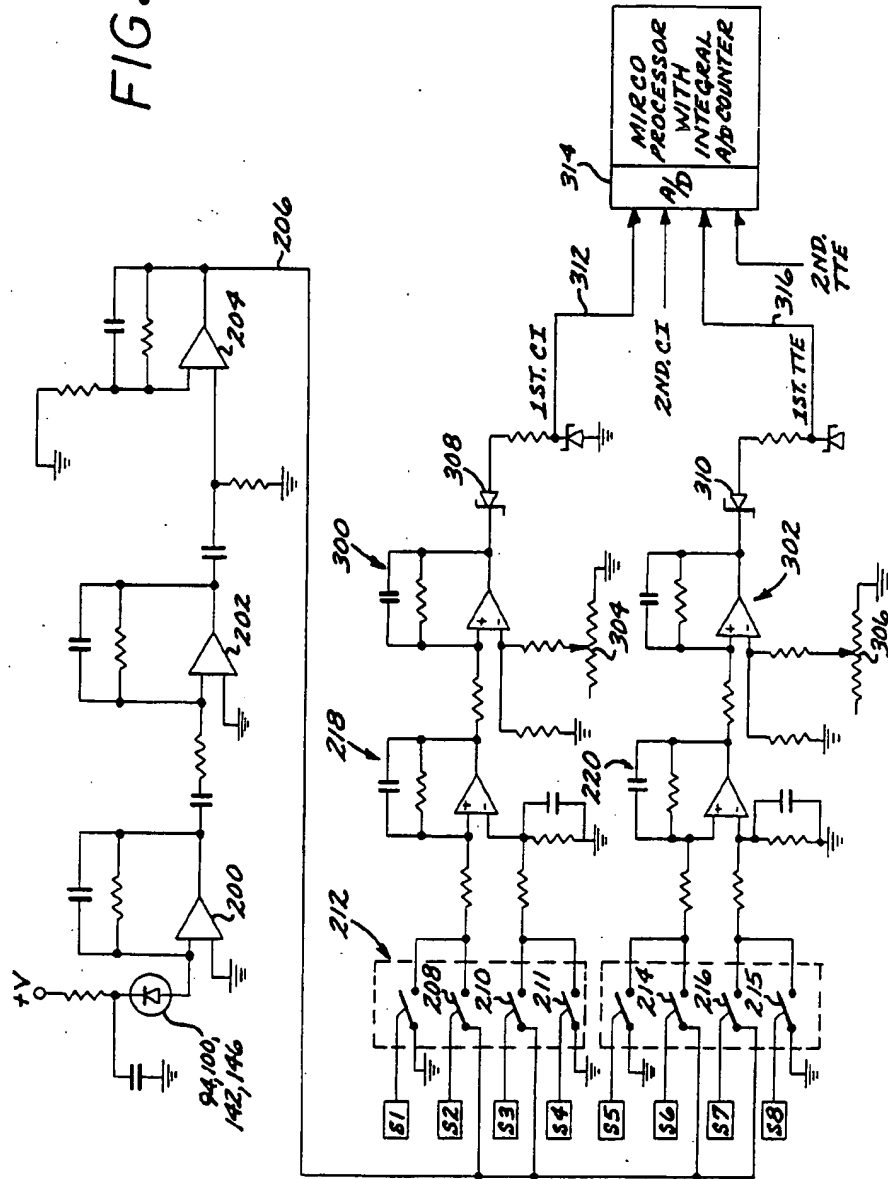 FIG.
+V
94,100,
142,146
200
202
204
206
212
208
210
211
214
216
215
S1
S2
S3
S4
S5
S6
S7
S8
218
220
300
302
304
306
308
310
1ST. CI
312
2ND. CI
1ST. TTE
316
2ND.
TTE
314
A/D
MIRCO
PROCESSOR
WITH
INTEGRAL
A/D COUNTER
+
-
+
-
+
-
+
-